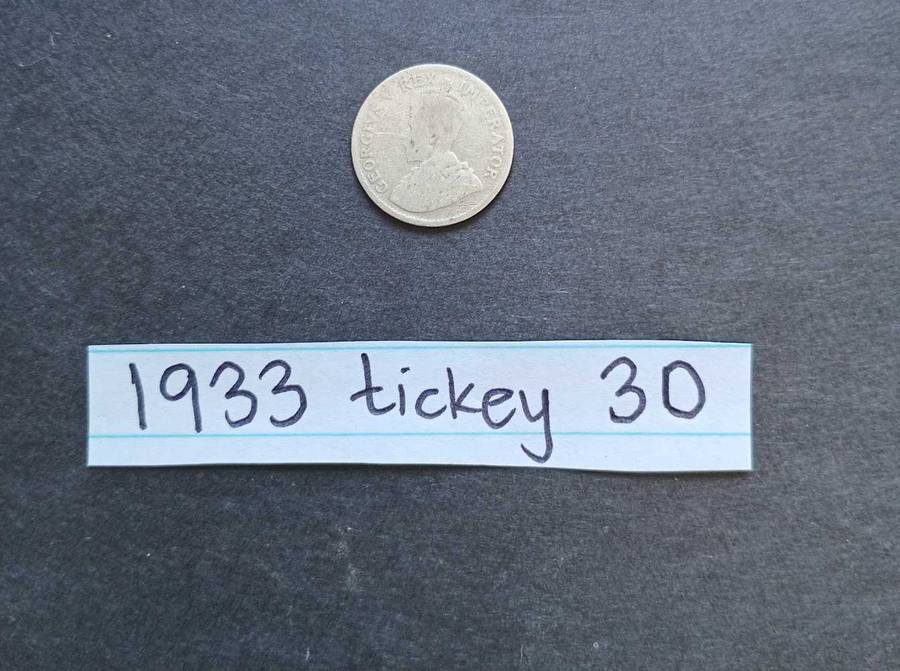 GEORGIVS V REX IMPERATOR
1933 tickey 30